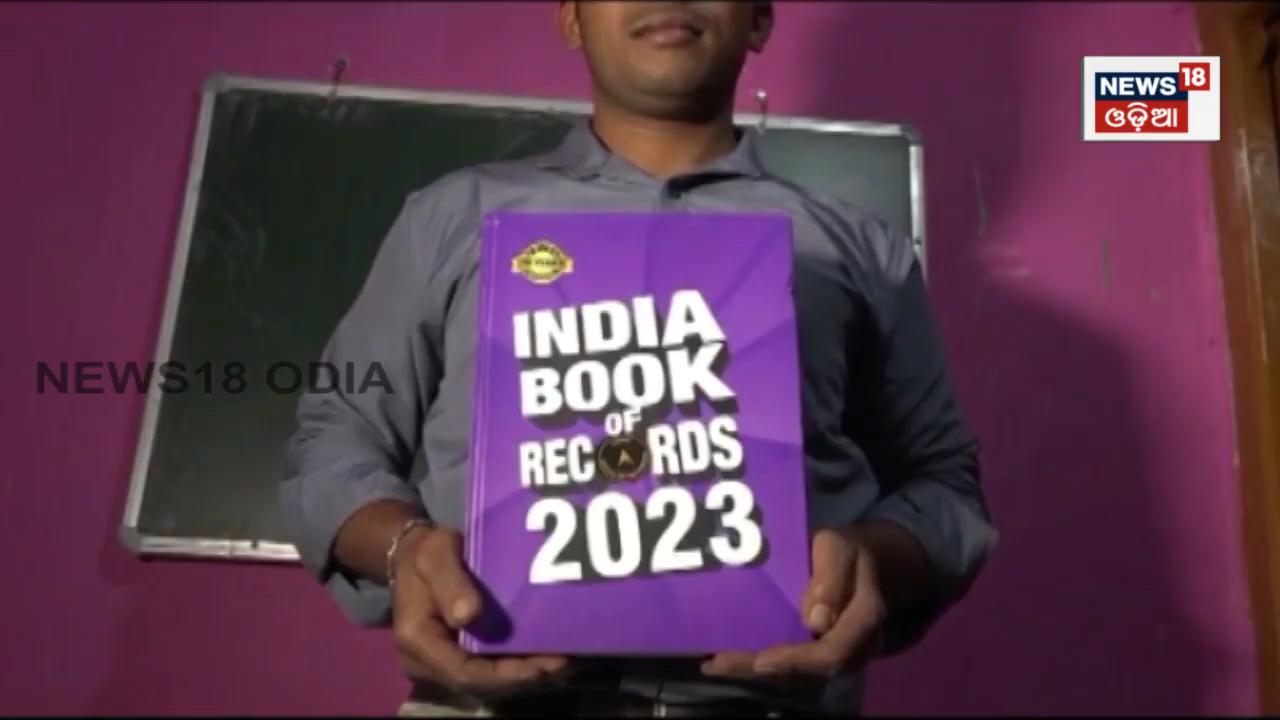 NEWS 18
ଓଡ଼ିଆ
INDIA
BOOK
OF
RECORDS
2023
NEWS18 ODIA